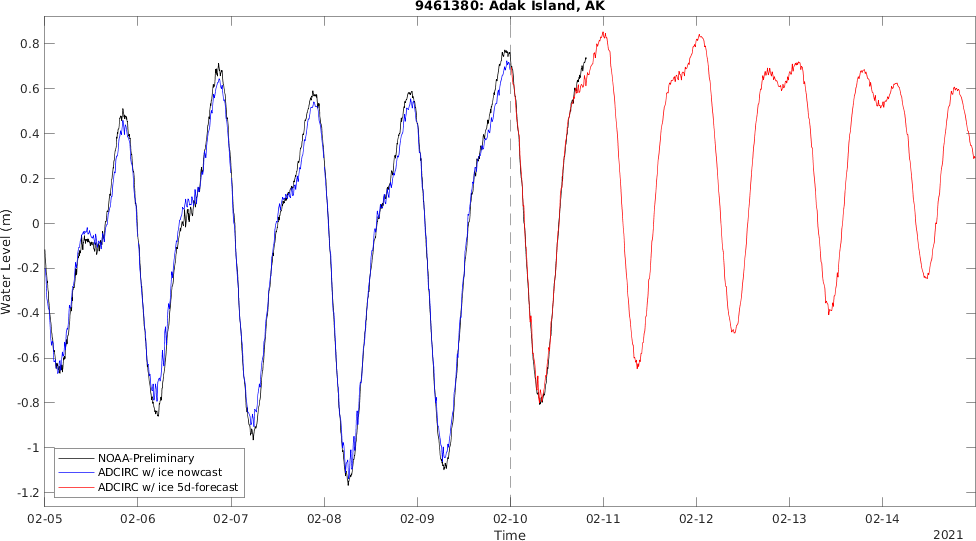 9461380: Adak Island, AK
0.8
0.6
0.4
0.2
0
-0.2
-0.4
-0.6
-0.8
-1
-1.2
Water Level (m)
NOAA-Preliminary
ADCIRC w/ ice nowcast
ADCIRC w/ ice 5d-forecast
02-05 02-06 02-07 02-08 02-09 02-10 02-11 02-12 02-13 02-14
Time
2021